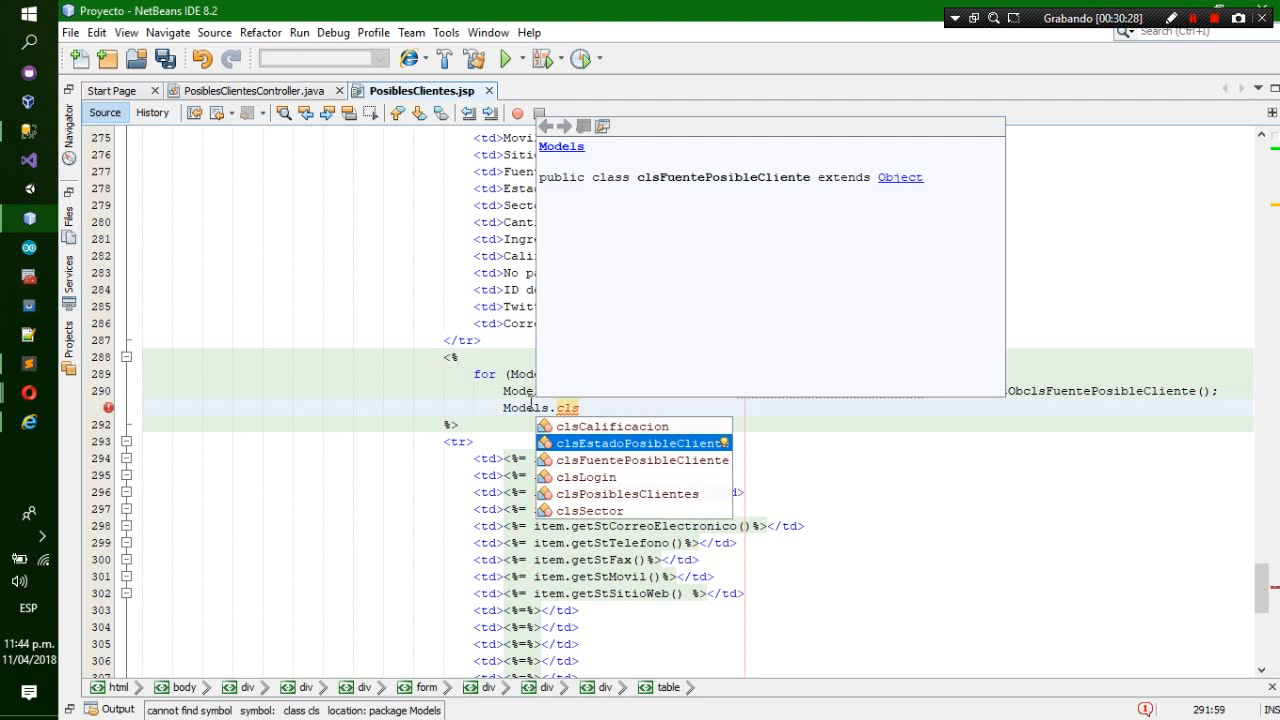 Proyecto - NetBeans IDE 8.2
Grabando [00:30:28]
File Edit View Navigate Source Refactor Run Debug Profile Team Tools Window Help
Search (Ctrl+I)
Start Page
PosiblesClientesController.java
PosiblesClientes.jsp
Source History
Navigator
Files
Services
Projects
Models
public class clsFuentePosibleCliente extends Object
275 <td>Movi
276 <td>Siti
277 <td>Fuen
278 <td>Esta
279 <td>Sect
280 <td>Cant
281 <td>Ingr
282 <td>Cali
283 <td>No pa
284 <td>ID de
285 <td>Twitt
286 <td>Corr
287 </tr>
288 <%
289 for (Mode
290 Model ObclsFuentePosibleCliente();
Models.cls
292 %>
293 <tr>
clsCalificacion
clsEstadoPosibleCliente
clsFuentePosibleCliente
clsLogin
clsPosiblesClientes
clsSector
294 <td><%=
295 <td><%=
296 <td><%= d>
297 <td><%=
298 <td><%= item.getStCorreoElectronico()%></td>
299 <td><%= item.getStTelefono()%></td>
300 <td><%= item.getStFax()%></td>
301 <td><%= item.getStMovil()%></td>
302 <td><%= item.getStSitioWeb() %></td>
303 <td><%=%></td>
304 <td><%=%></td>
305 <td><%=%></td>
306 <td><%=%></td>
307 <td><%=%></td>
html body div div div form div div div table
Output
cannot find symbol symbol: class cls location: package Models
291:59 INS
ESP
11:44 p.m.
11/04/2018